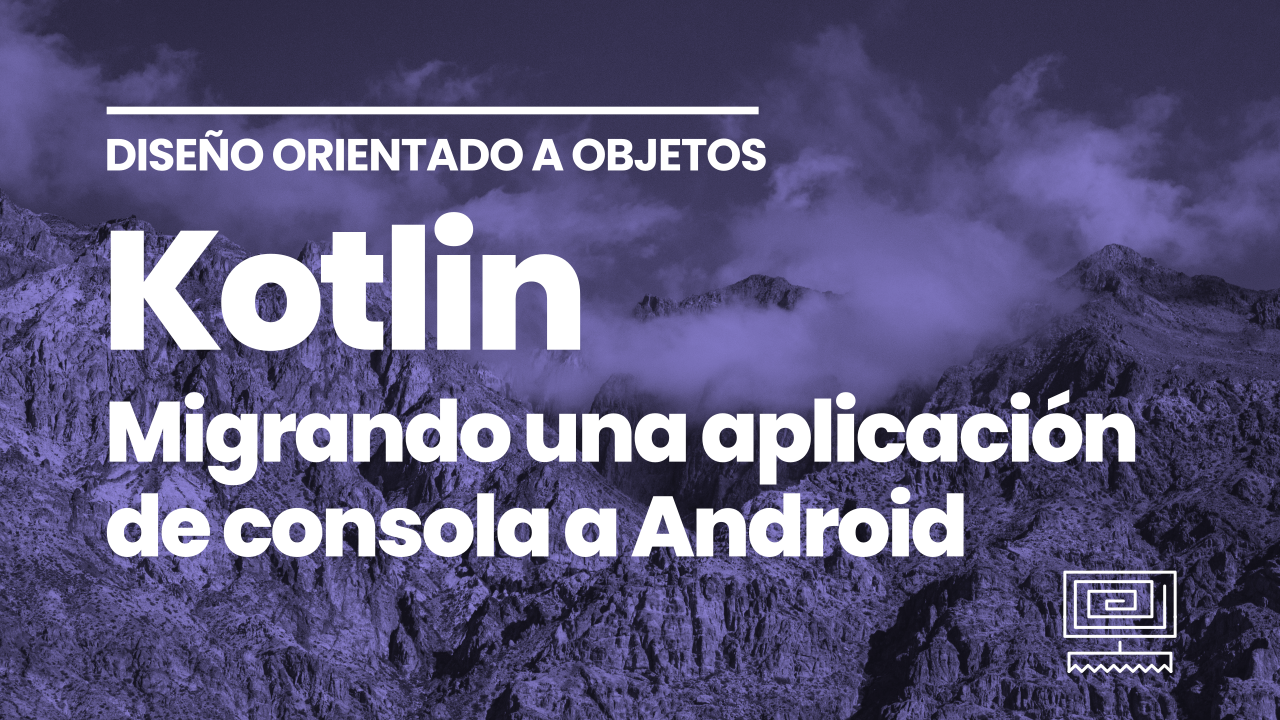 DISEÑO ORIENTADO A OBJETOS
Kotlin
Migrando una aplicación
de consola a Android